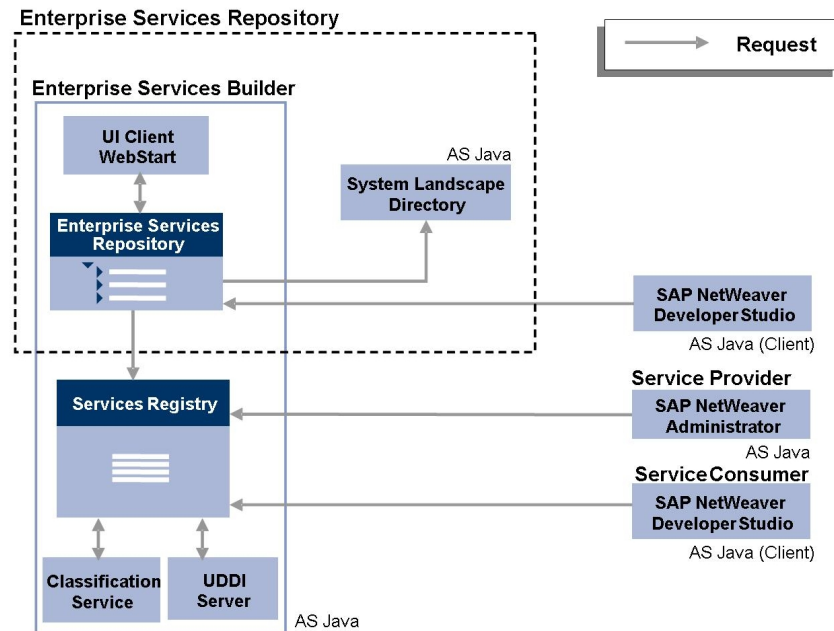 Enterprise Services Repository
Request
Enterprise Services Builder
UI Client
WebStart
AS Java
System Landscape
Directory
Enterprise Services
Repository
SAP NetWeaver
Developer Studio
AS Java (Client)
Service Provider
Services Registry
SAP NetWeaver
Administrator
AS Java
Service Consumer
SAP NetWeaver
Developer Studio
AS Java (Client)
Classification
Service
UDDI
Server
AS Java